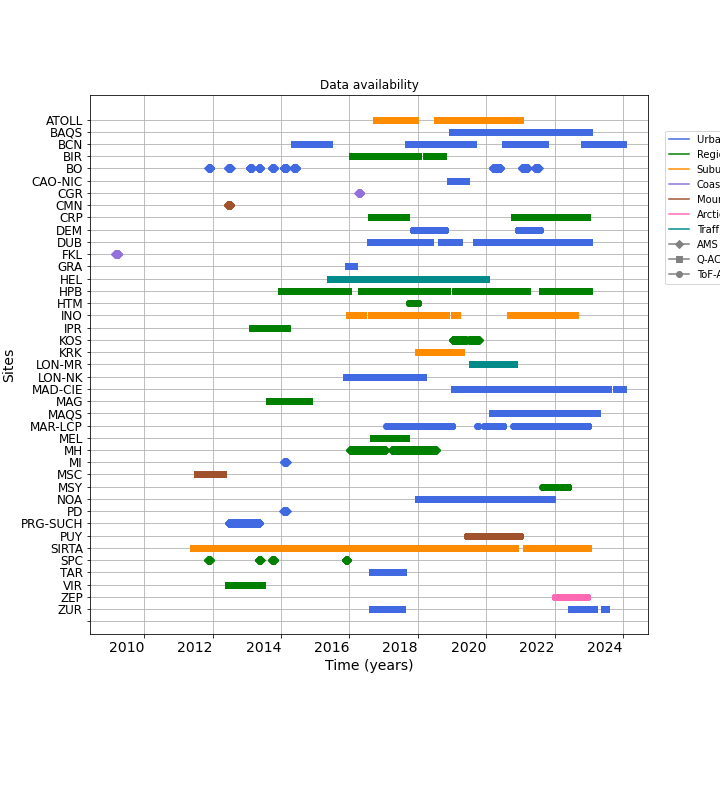 Data availability
ATOLL
BAQS
BCN
BIR
BO
CAO-NIC
CGR
CMN
CRP
DEM
DUB
FKL
GRA
HEL
HPB
HTM
INO
IPR
KOS
KRK
LON-MR
LON-NK
MAD-CIE
MAG
MAQS
MAR-LCP
MEL
MH
MI
MSC
MSY
NOA
PD
PRG-SUCH
PUY
SIRTA
SPC
TAR
VIR
ZEP
ZUR
Sites
2010 2012 2014 2016 2018 2020 2022 2024
Time (years)
Urba
Regi
Subu
Coas
Mour
Arcti
Traff
AMS
Q-AC
ToF-A